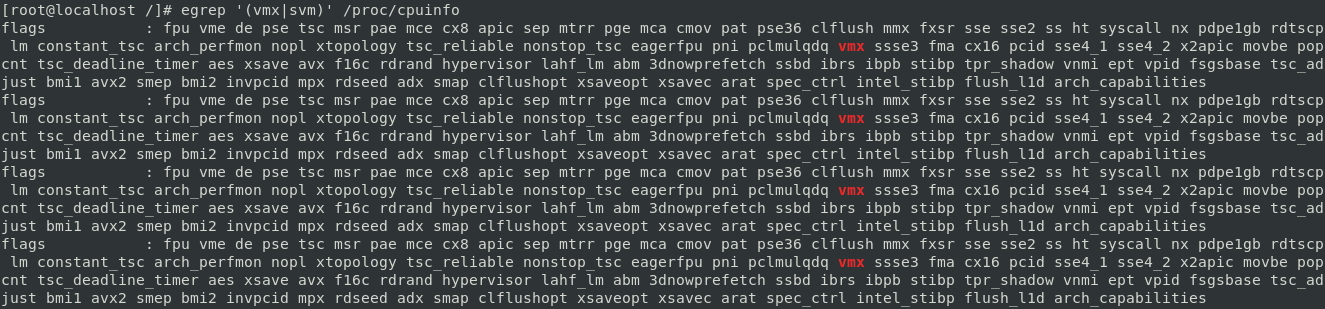 [root@localhost /]# egrep '(vmx|svm)' /proc/cpuinfo
flags           : fpu vme de pse tsc msr pae mce cx8 apic sep mtrr pge mca cmov pat pse36 clflush mmx fxsr sse sse2 ss ht syscall nx pdpe1gb rdtscp
 lm constant_tsc arch_perfmon nopl xtopology tsc_reliable nonstop_tsc eagerfpu pni pclmulqdq vmx ssse3 fma cx16 pcid sse4_1 sse4_2 x2apic movbe pop
cnt tsc_deadline_timer aes xsave avx f16c rdrand hypervisor lahf_lm abm 3dnowprefetch ssbd ibrs ibpb stibp tpr_shadow vnmi ept vpid fsgsbase tsc_ad
just bmi1 avx2 smep bmi2 invpcid mpx rdseed adx smap clflushopt xsaveopt xsavec arat spec_ctrl intel_stibp flush_l1d arch_capabilities
flags           : fpu vme de pse tsc msr pae mce cx8 apic sep mtrr pge mca cmov pat pse36 clflush mmx fxsr sse sse2 ss ht syscall nx pdpe1gb rdtscp
 lm constant_tsc arch_perfmon nopl xtopology tsc_reliable nonstop_tsc eagerfpu pni pclmulqdq vmx ssse3 fma cx16 pcid sse4_1 sse4_2 x2apic movbe pop
cnt tsc_deadline_timer aes xsave avx f16c rdrand hypervisor lahf_lm abm 3dnowprefetch ssbd ibrs ibpb stibp tpr_shadow vnmi ept vpid fsgsbase tsc_ad
just bmi1 avx2 smep bmi2 invpcid mpx rdseed adx smap clflushopt xsaveopt xsavec arat spec_ctrl intel_stibp flush_l1d arch_capabilities
flags           : fpu vme de pse tsc msr pae mce cx8 apic sep mtrr pge mca cmov pat pse36 clflush mmx fxsr sse sse2 ss ht syscall nx pdpe1gb rdtscp
 lm constant_tsc arch_perfmon nopl xtopology tsc_reliable nonstop_tsc eagerfpu pni pclmulqdq vmx ssse3 fma cx16 pcid sse4_1 sse4_2 x2apic movbe pop
cnt tsc_deadline_timer aes xsave avx f16c rdrand hypervisor lahf_lm abm 3dnowprefetch ssbd ibrs ibpb stibp tpr_shadow vnmi ept vpid fsgsbase tsc_ad
just bmi1 avx2 smep bmi2 invpcid mpx rdseed adx smap clflushopt xsaveopt xsavec arat spec_ctrl intel_stibp flush_l1d arch_capabilities
flags           : fpu vme de pse tsc msr pae mce cx8 apic sep mtrr pge mca cmov pat pse36 clflush mmx fxsr sse sse2 ss ht syscall nx pdpe1gb rdtscp
 lm constant_tsc arch_perfmon nopl xtopology tsc_reliable nonstop_tsc eagerfpu pni pclmulqdq vmx ssse3 fma cx16 pcid sse4_1 sse4_2 x2apic movbe pop
cnt tsc_deadline_timer aes xsave avx f16c rdrand hypervisor lahf_lm abm 3dnowprefetch ssbd ibrs ibpb stibp tpr_shadow vnmi ept vpid fsgsbase tsc_ad
just bmi1 avx2 smep bmi2 invpcid mpx rdseed adx smap clflushopt xsaveopt xsavec arat spec_ctrl intel_stibp flush_l1d arch_capabilities